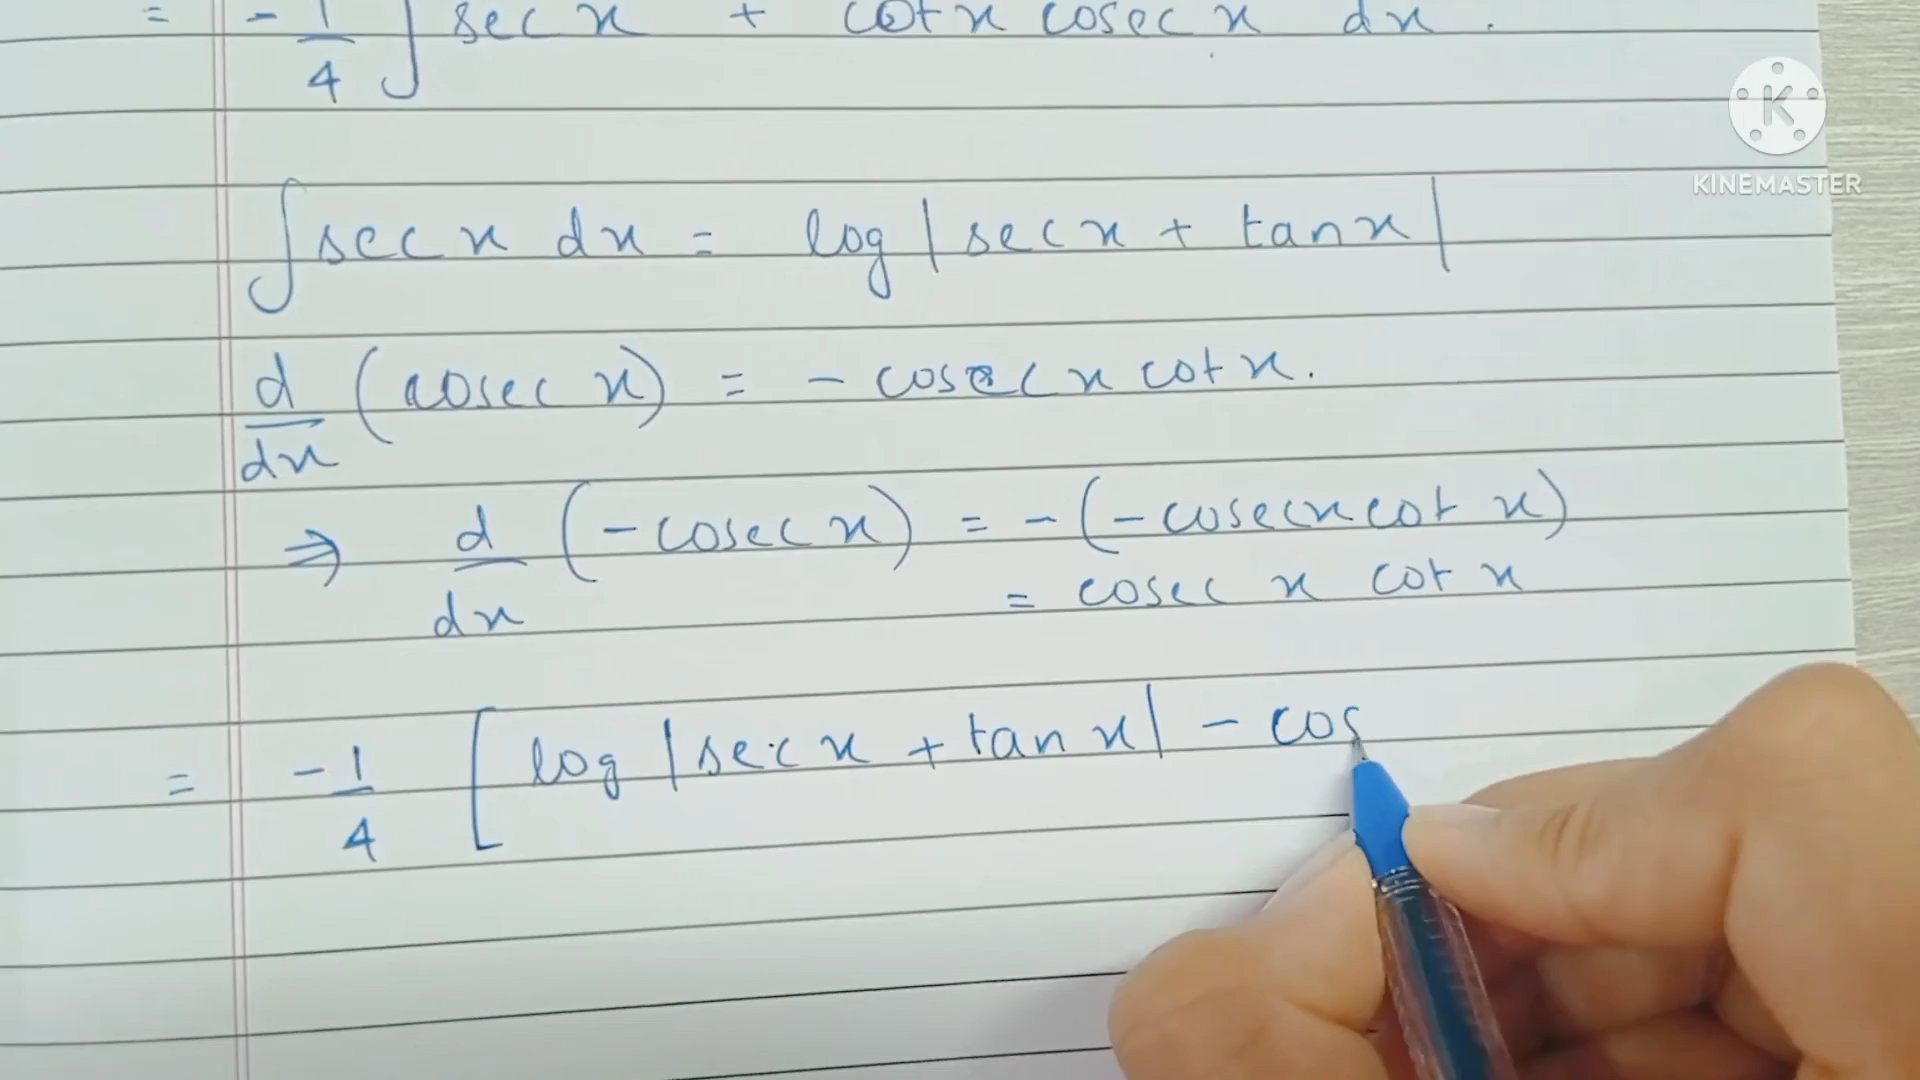 = -1/4 ∫ sec x + cot x cosec x dx.
KINEMASTER
∫ sec x dx = log | sec x + tan x |
d/dx (cosec x) = - cosec x cot x.
⇒ d/dx (- cosec x) = - (- cosec x cot x)
= cosec x cot x
= -1/4 [ log | sec x + tan x | - cos